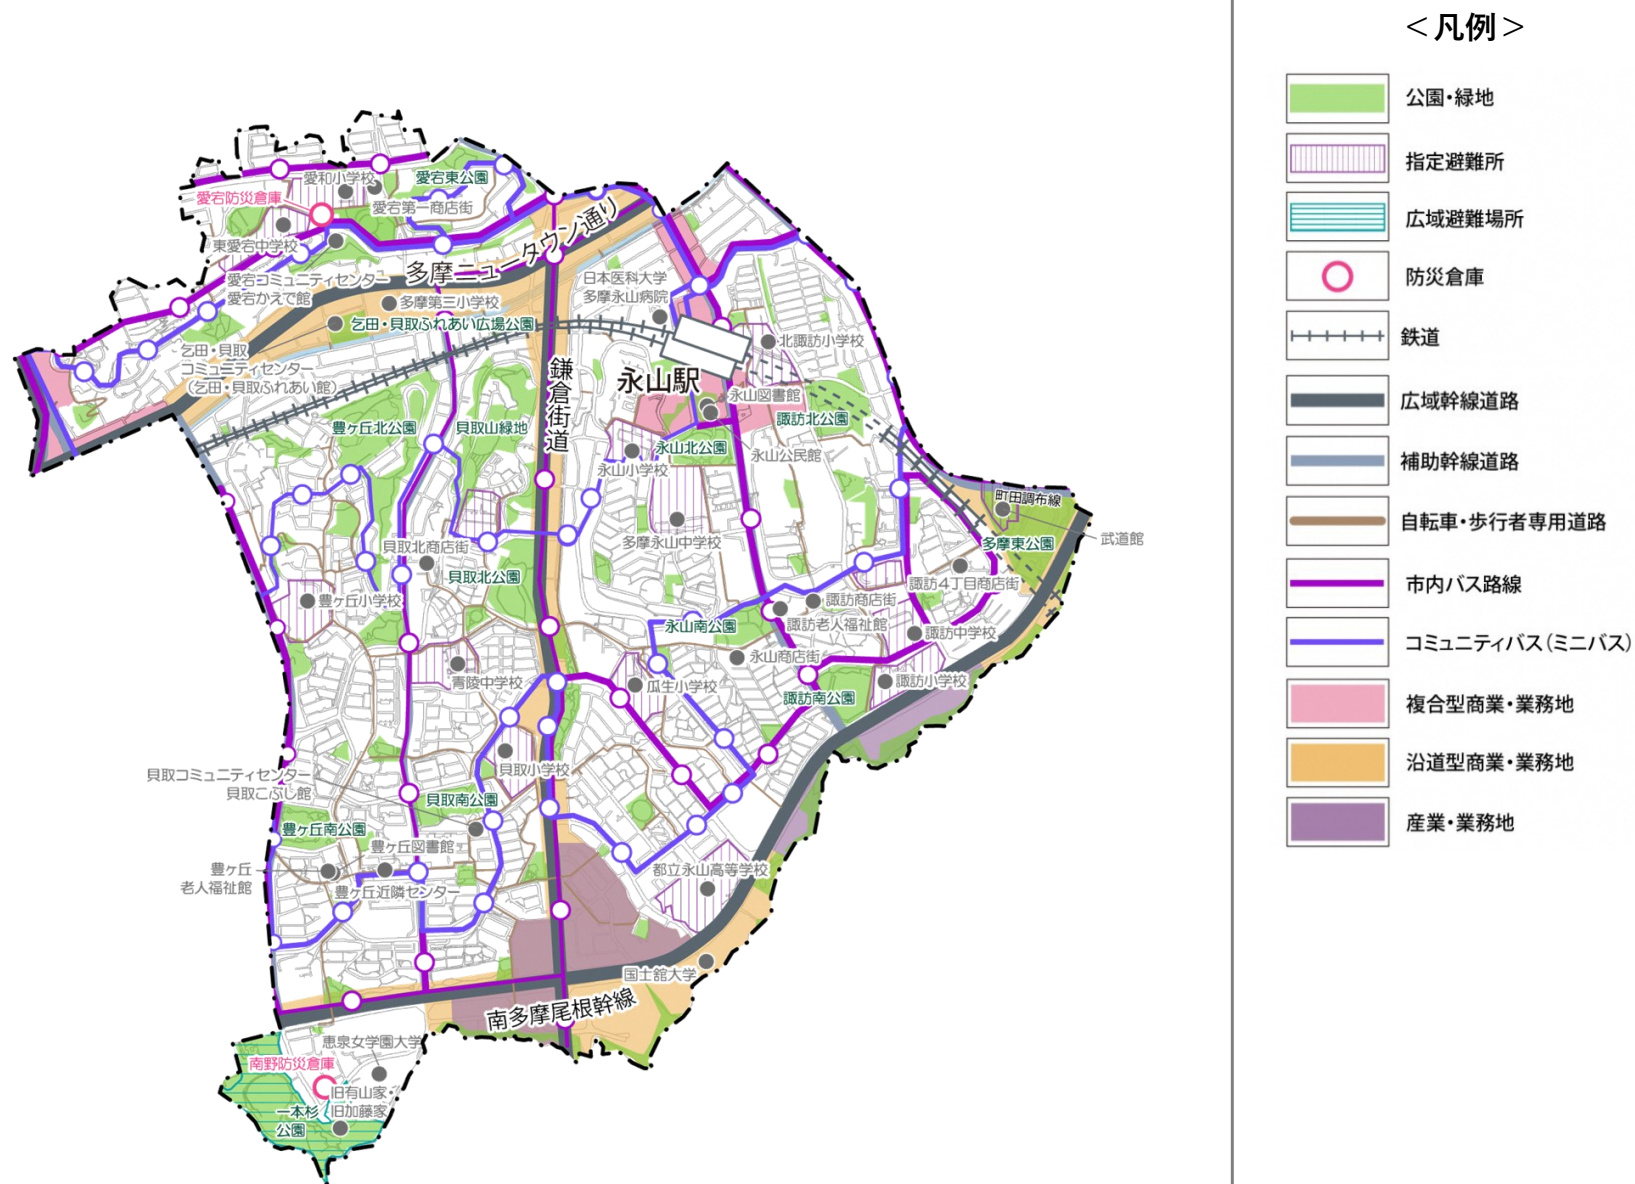 愛和小学校
愛宕東公園
愛宕防災倉庫
愛宕第一商店街
東愛宕中学校
愛宕コミュニティセンター
愛宕かえで館
多摩ニュータウン通り
多摩第三小学校
乞田・貝取ふれあい広場公園
乞田・貝取
コミュニティセンター
（乞田・貝取ふれあい館）
日本医科大学
多摩永山病院
北諏訪小学校
鎌倉街道
永山駅
永山図書館
諏訪北公園
豊ヶ丘北公園
貝取山緑地
永山北公園
永山公民館
永山小学校
町田調布線
武道館
多摩東公園
多摩永山中学校
貝取北商店街
貝取北公園
諏訪4丁目商店街
豊ヶ丘小学校
諏訪商店街
諏訪老人福祉館
永山南公園
諏訪中学校
永山商店街
青陵中学校
瓜生小学校
諏訪小学校
諏訪南公園
貝取小学校
貝取コミュニティセンター
貝取こぶし館
貝取南公園
豊ヶ丘南公園
豊ヶ丘図書館
豊ヶ丘
老人福祉館
豊ヶ丘近隣センター
都立永山高等学校
国士舘大学
南多摩尾根幹線
恵泉女学園大学
南野防災倉庫
旧有山家・
旧加藤家
一本杉
公園
＜凡例＞
公園・緑地
指定避難所
広域避難場所
防災倉庫
鉄道
広域幹線道路
補助幹線道路
自転車・歩行者専用道路
市内バス路線
コミュニティバス（ミニバス）
複合型商業・業務地
沿道型商業・業務地
産業・業務地